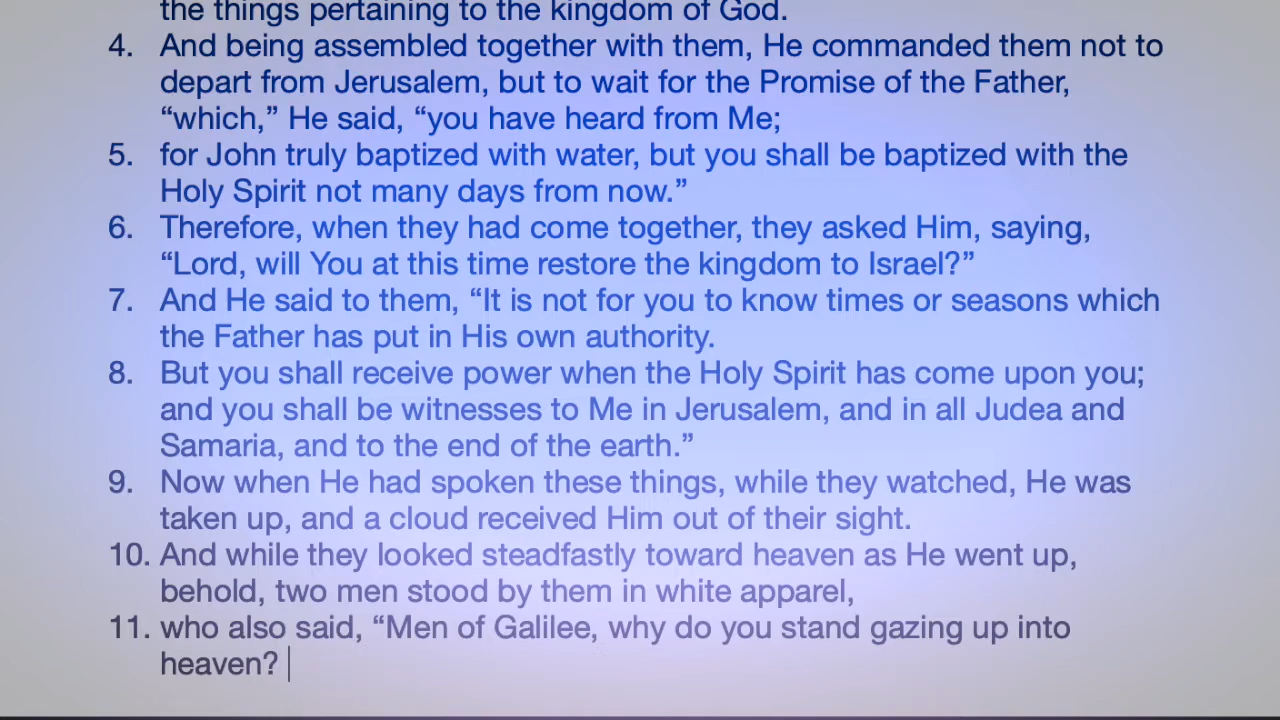 the things pertaining to the kingdom of God.
4. And being assembled together with them, He commanded them not to
depart from Jerusalem, but to wait for the Promise of the Father,
“which,” He said, “you have heard from Me;
5. for John truly baptized with water, but you shall be baptized with the
Holy Spirit not many days from now.”
6. Therefore, when they had come together, they asked Him, saying,
“Lord, will You at this time restore the kingdom to Israel?”
7. And He said to them, “It is not for you to know times or seasons which
the Father has put in His own authority.
8. But you shall receive power when the Holy Spirit has come upon you;
and you shall be witnesses to Me in Jerusalem, and in all Judea and
Samaria, and to the end of the earth.”
9. Now when He had spoken these things, while they watched, He was
taken up, and a cloud received Him out of their sight.
10. And while they looked steadfastly toward heaven as He went up,
behold, two men stood by them in white apparel,
11. who also said, “Men of Galilee, why do you stand gazing up into
heaven?